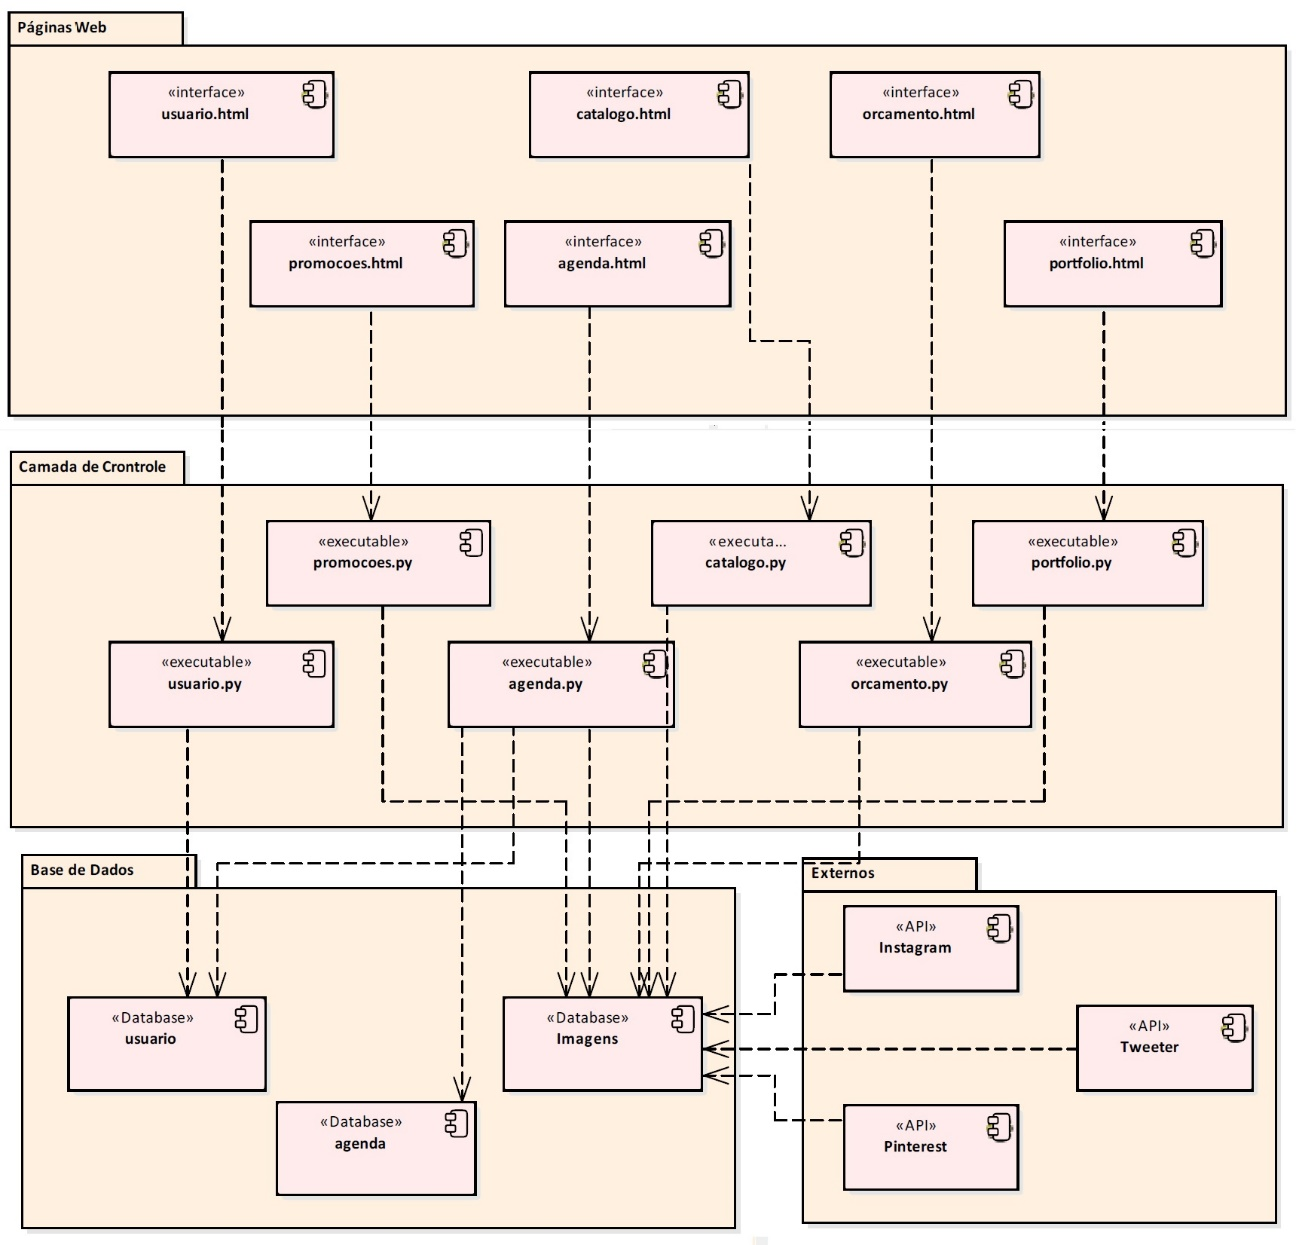 Páginas Web
«interface»
usuario.html
«interface»
catalogo.html
«interface»
orcamento.html
«interface»
promocoes.html
«interface»
agenda.html
«interface»
portfolio.html
Camada de Crontrole
«executable»
promocoes.py
«executa...
catalogo.py
«executable»
portfolio.py
«executable»
usuario.py
«executable»
agenda.py
«executable»
orcamento.py
Base de Dados
Externos
«API»
Instagram
«Database»
usuario
«Database»
Imagens
«API»
Tweeter
«Database»
agenda
«API»
Pinterest